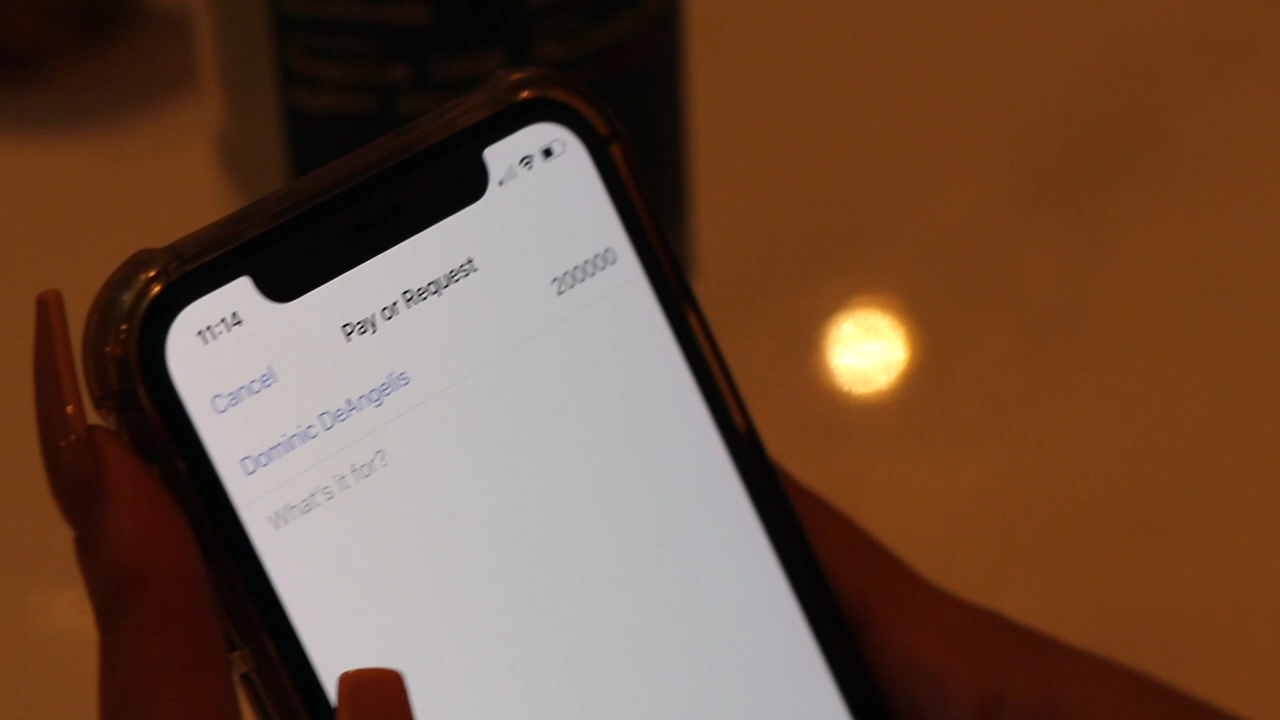 11:14
Pay or Request
200000
Cancel
Dominic DeAngelis
What's it for?